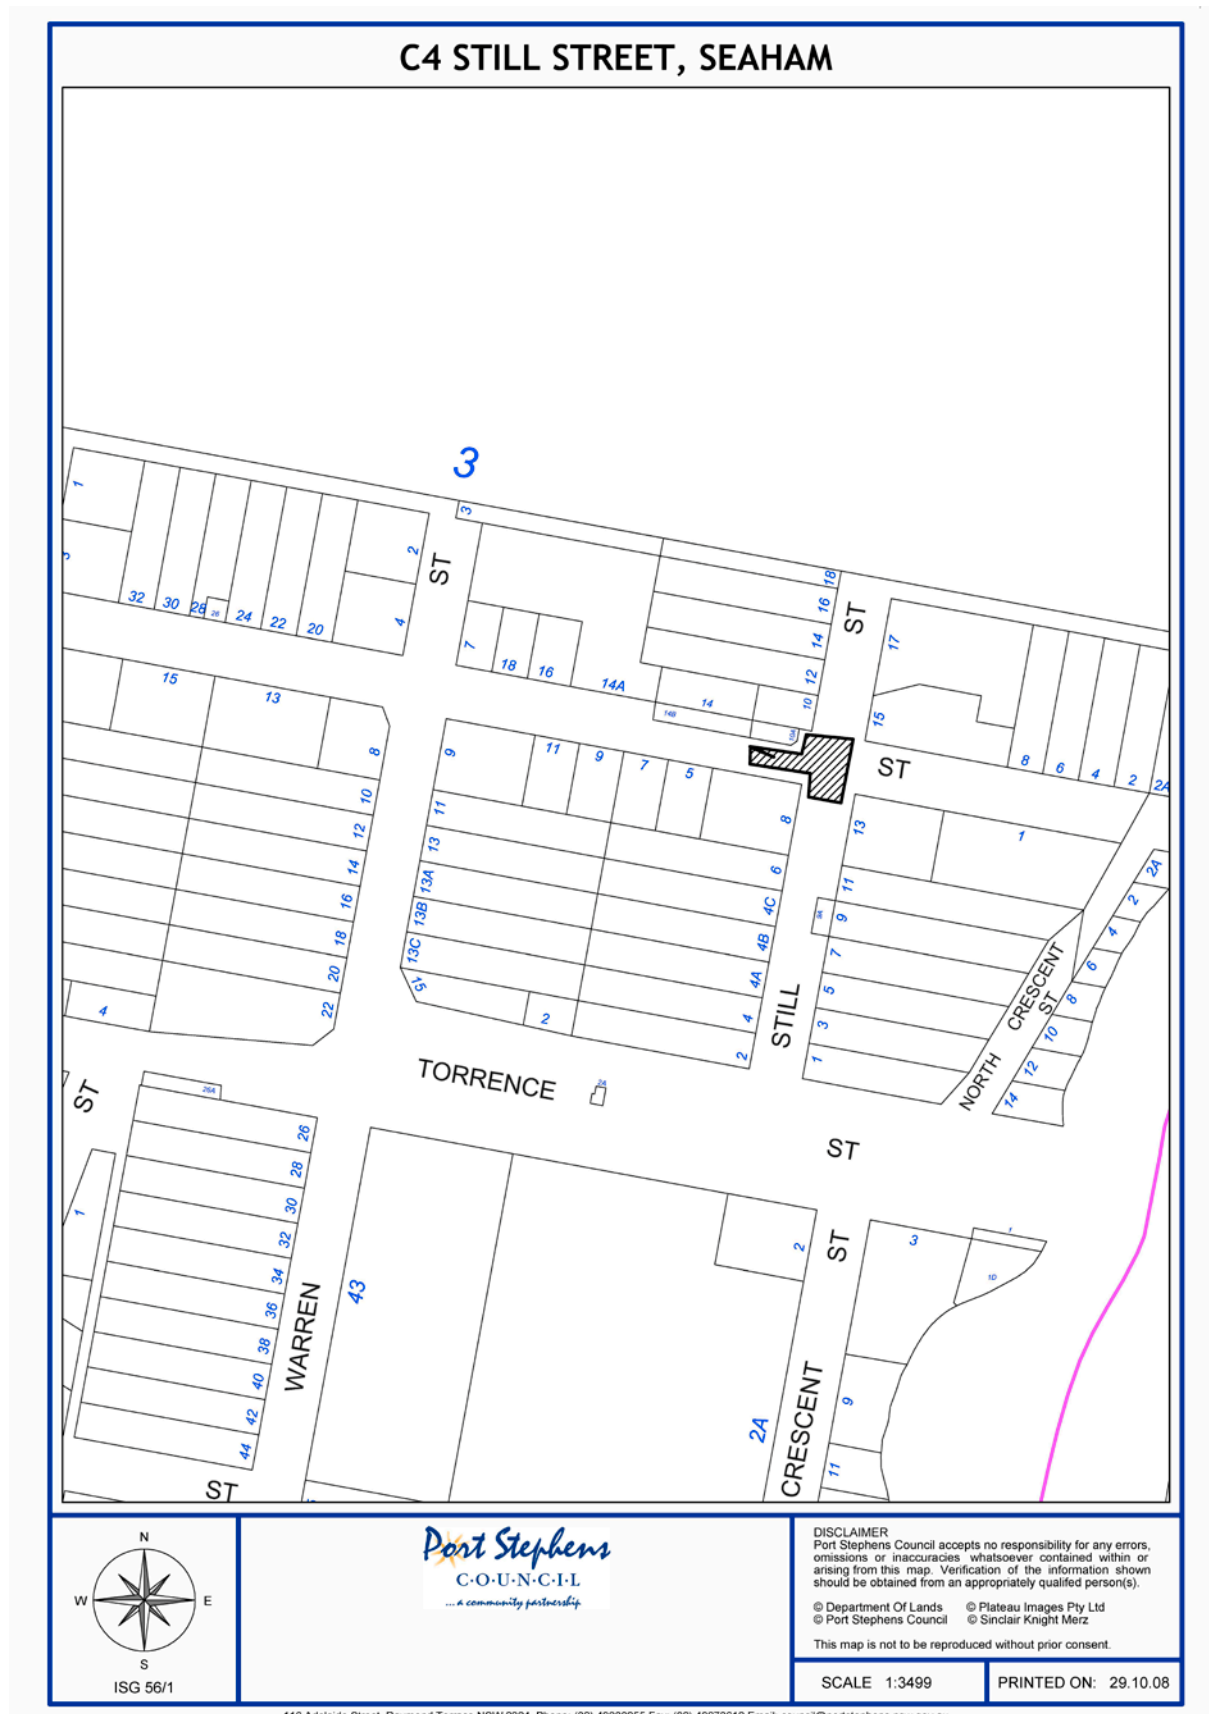 C4 STILL STREET, SEAHAM
3
1
3
2
3
ST
18
16
ST
32
30
28
26
24
22
20
4
14
17
7
18
16
14A
12
15
13
14B
14
10
10A
15
8
9
11
9
7
5
ST
8
6
4
2
2A
10
11
8
13
1
12
13
6
11
2A
14
13A
4C
9A
9
2
16
13B
4B
7
4
18
13C
4A
5
CRESCENT
6
20
15
ST
8
22
4
2
4
STILL
3
10
2
1
12
TORRENCE
NORTH
14
ST
26A
2A
26
ST
28
1
30
32
2
ST
3
1
1D
34
43
36
38
WARREN
40
CRESCENT
9
42
2A
44
11
ST
N
W
E
S
ISG 56/1
Port Stephens
C·O·U·N·C·I·L
... a community partnership
DISCLAIMER
Port Stephens Council accepts no responsibility for any errors,
omissions or inaccuracies whatsoever contained within or
arising from this map. Verification of the information shown
should be obtained from an appropriately qualifed person(s).
© Department Of Lands © Plateau Images Pty Ltd
© Port Stephens Council © Sinclair Knight Merz
This map is not to be reproduced without prior consent.
SCALE 1:3499
PRINTED ON: 29.10.08